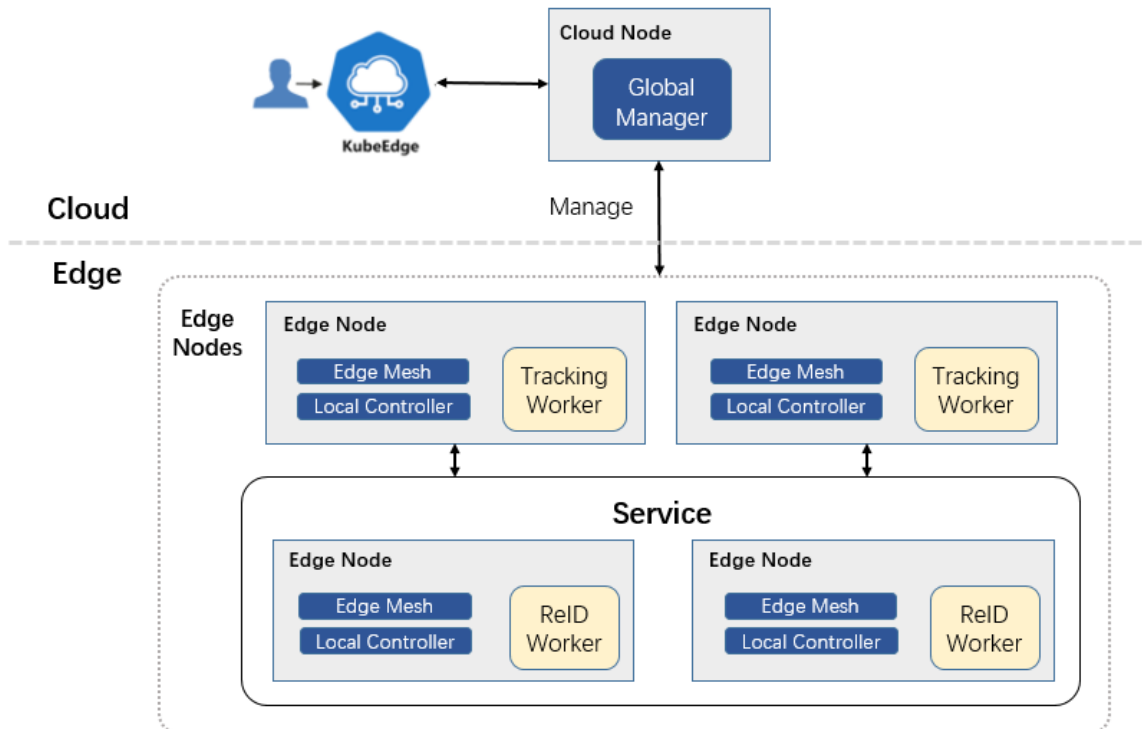 Cloud Node
Global
Manager
KubeEdge
Manage
Cloud
Edge
Edge
Nodes
Edge Node
Edge Mesh
Local Controller
Tracking
Worker
Edge Node
Edge Mesh
Local Controller
Tracking
Worker
Service
Edge Node
Edge Mesh
Local Controller
ReID
Worker
Edge Node
Edge Mesh
Local Controller
ReID
Worker